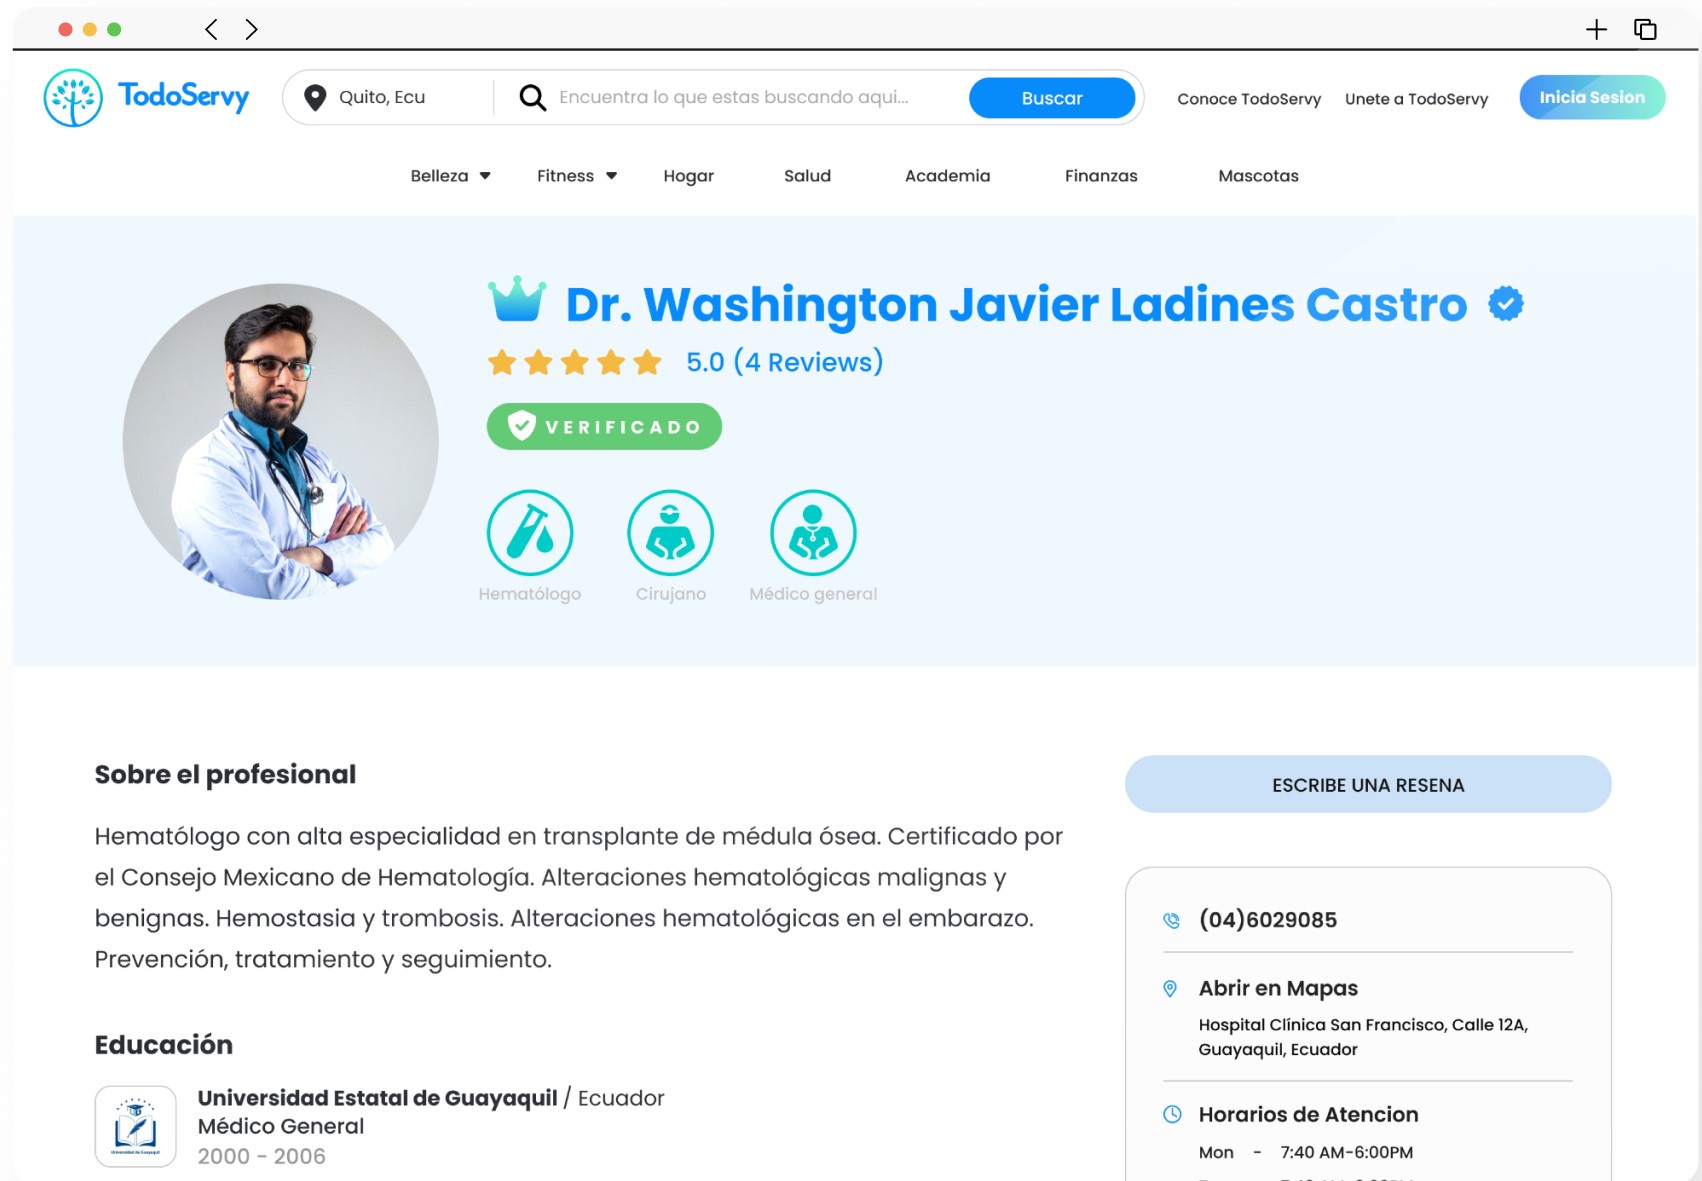 TodoServy
Quito, Ecu
Encuentra lo que estas buscando aqui...
Buscar
Conoce TodoServy
Unete a TodoServy
Inicia Sesion
Belleza
Fitness
Hogar
Salud
Academia
Finanzas
Mascotas
Dr. Washington Javier Ladines Castro
5.0 (4 Reviews)
VERIFICADO
Hematólogo
Cirujano
Médico general
Sobre el profesional
Hematólogo con alta especialidad en transplante de médula ósea. Certificado por
el Consejo Mexicano de Hematología. Alteraciones hematológicas malignas y
benignas. Hemostasia y trombosis. Alteraciones hematológicas en el embarazo.
Prevención, tratamiento y seguimiento.
Educación
Universidad Estatal de Guayaquil / Ecuador
Médico General
2000 - 2006
Universidad de Guayaquil
ESCRIBE UNA RESENA
(04)6029085
Abrir en Mapas
Hospital Clínica San Francisco, Calle 12A,
Guayaquil, Ecuador
Horarios de Atencion
Mon - 7:40 AM-6:00PM